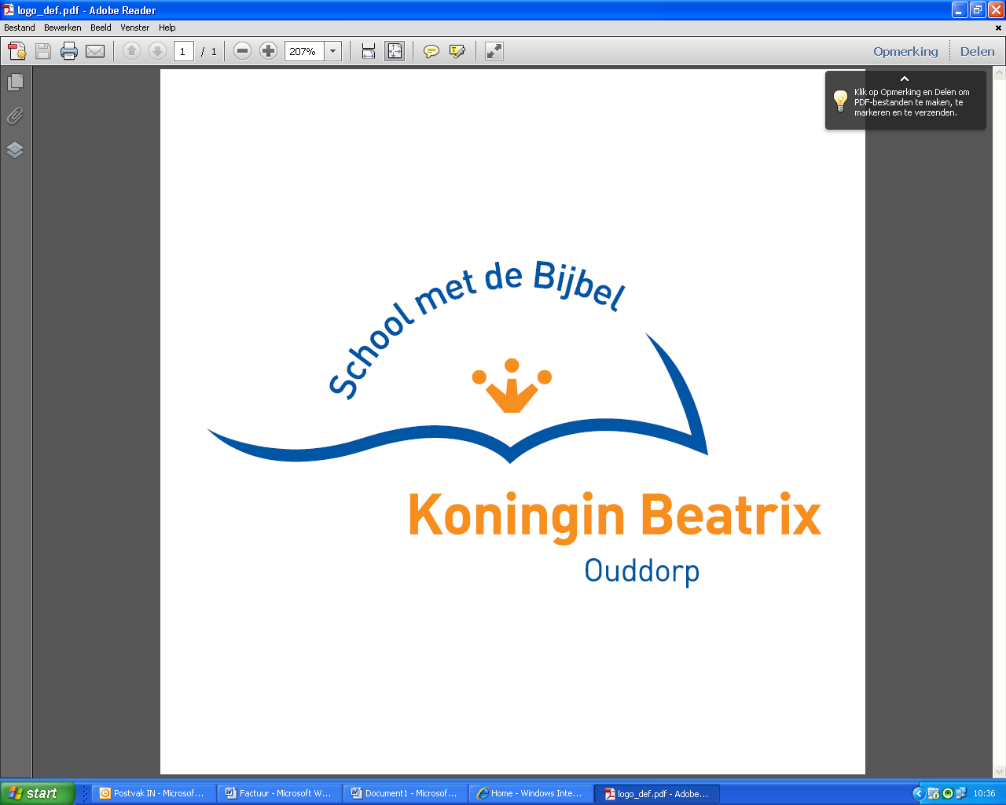 logo_def.pdf - Adobe Reader
Bestand Bewerken Beeld Venster Help
1 / 1 207% Opmerking Delen
Klik op Opmerking en Delen om
PDF-bestanden te maken, te
markeren en te verzenden.
School met de Bijbel
Koningin Beatrix
Ouddorp
start Postvak IN - Microsof... Factuur - Microsoft W... Document1 - Microsof... Home - Windows Inte... logo_def.pdf - Adobe... 10:36